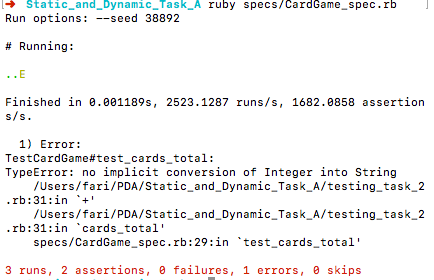 ➜ Static_and_Dynamic_Task_A ruby specs/CardGame_spec.rb
Run options: --seed 38892
# Running:
..E
Finished in 0.001189s, 2523.1287 runs/s, 1682.0858 assertion
s/s.
1) Error:
TestCardGame#test_cards_total:
TypeError: no implicit conversion of Integer into String
/Users/fari/PDA/Static_and_Dynamic_Task_A/testing_task_2
.rb:31:in `+'
/Users/fari/PDA/Static_and_Dynamic_Task_A/testing_task_2
.rb:31:in `cards_total'
specs/CardGame_spec.rb:29:in `test_cards_total'
3 runs, 2 assertions, 0 failures, 1 errors, 0 skips